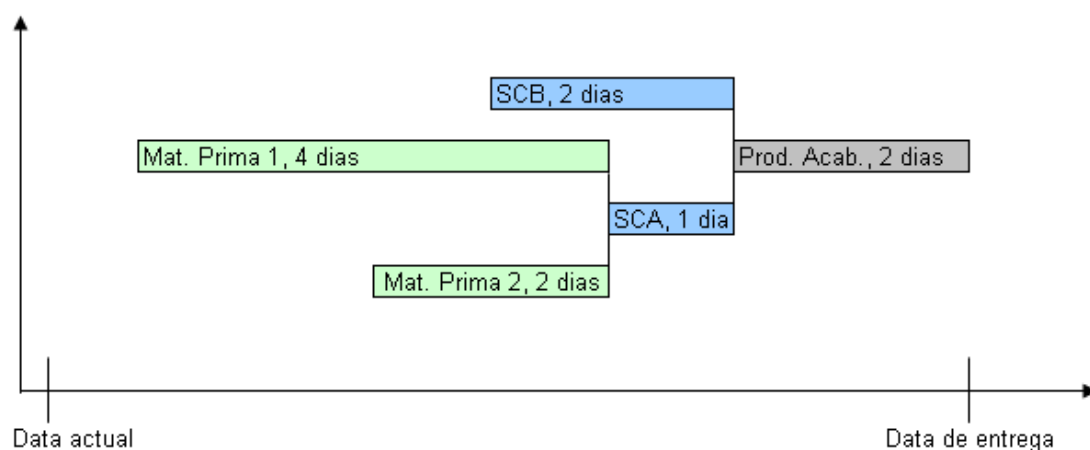 SCB, 2 dias
Mat. Prima 1, 4 dias
Prod. Acab., 2 dias
SCA, 1 dia
Mat. Prima 2, 2 dias
Data actual
Data de entrega